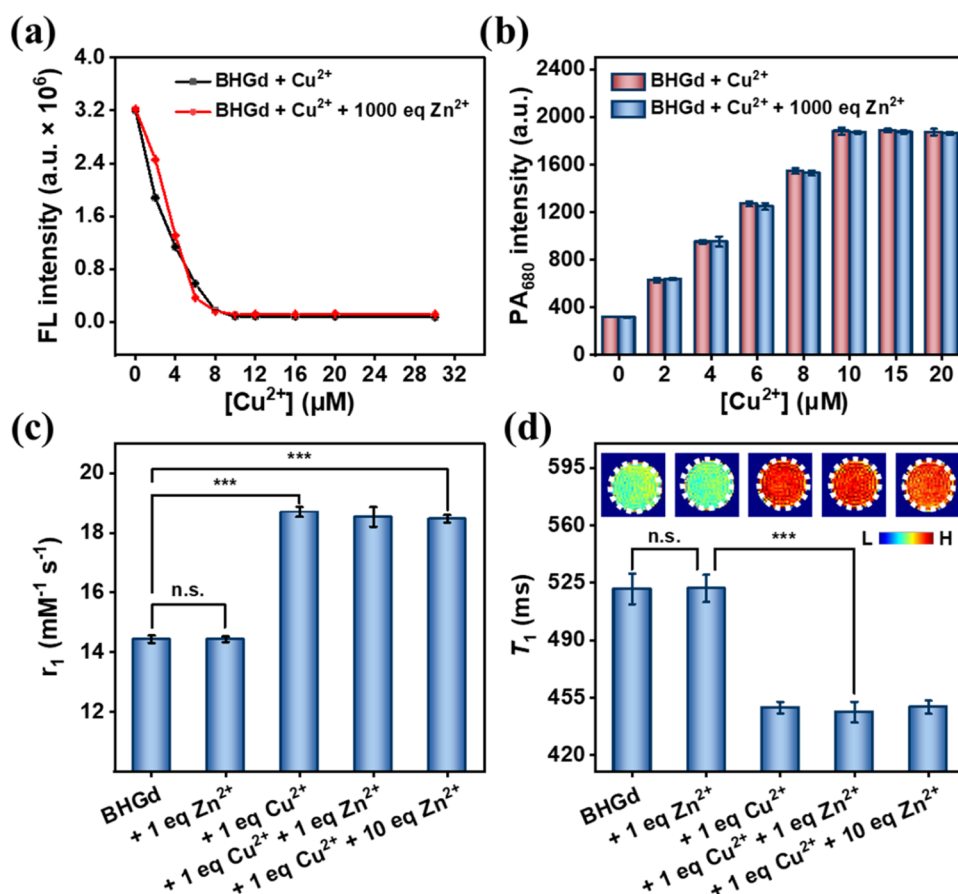 (a)
FL intensity (a.u. × 10⁶)
4.0
3.2
2.4
1.6
0.8
0.0
BHGd + Cu²⁺
BHGd + Cu²⁺ + 1000 eq Zn²⁺
0 4 8 12 16 20 24 28 32
[Cu²⁺] (μM)
(b)
PA₆₈₀ intensity (a.u.)
2400
2000
1600
1200
800
400
0
BHGd + Cu²⁺
BHGd + Cu²⁺ + 1000 eq Zn²⁺
0 2 4 6 8 10 15 20
[Cu²⁺] (μM)
(c)
r₁ (mM⁻¹ s⁻¹)
20
18
16
14
12
***
***
n.s.
BHGd
+ 1 eq Zn²⁺
+ 1 eq Cu²⁺
+ 1 eq Cu²⁺ + 1 eq Zn²⁺
+ 1 eq Cu²⁺ + 10 eq Zn²⁺
(d)
T₁ (ms)
595
560
525
490
455
420
L H
n.s.
***
BHGd
+ 1 eq Zn²⁺
+ 1 eq Cu²⁺
+ 1 eq Cu²⁺ + 1 eq Zn²⁺
+ 1 eq Cu²⁺ + 10 eq Zn²⁺